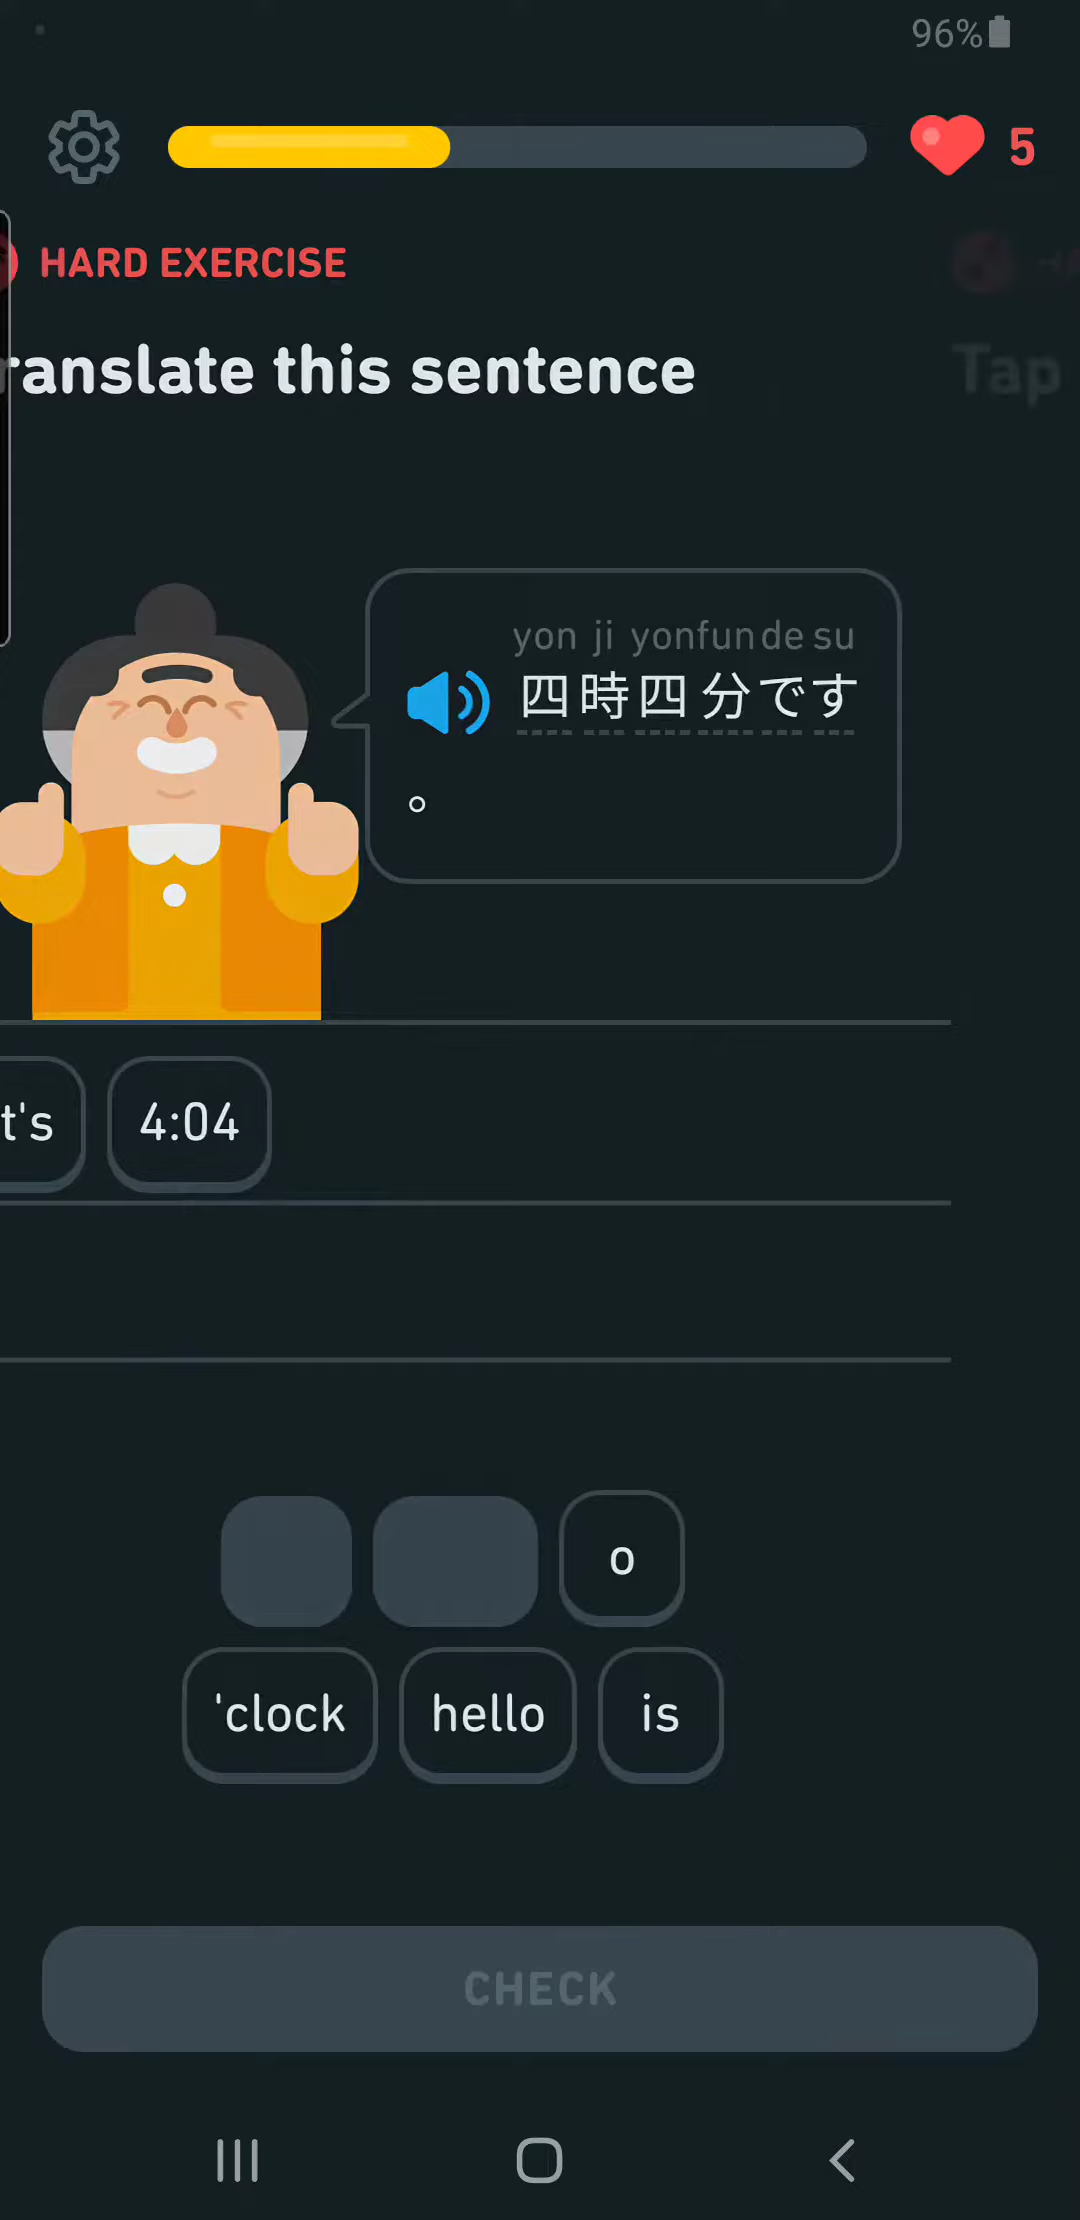 96%
5
HARD EXERCISE
ranslate this sentence
Tap
yon ji yonfun de su
四時四分です
。
t's 4:04
o
'clock hello is
CHECK